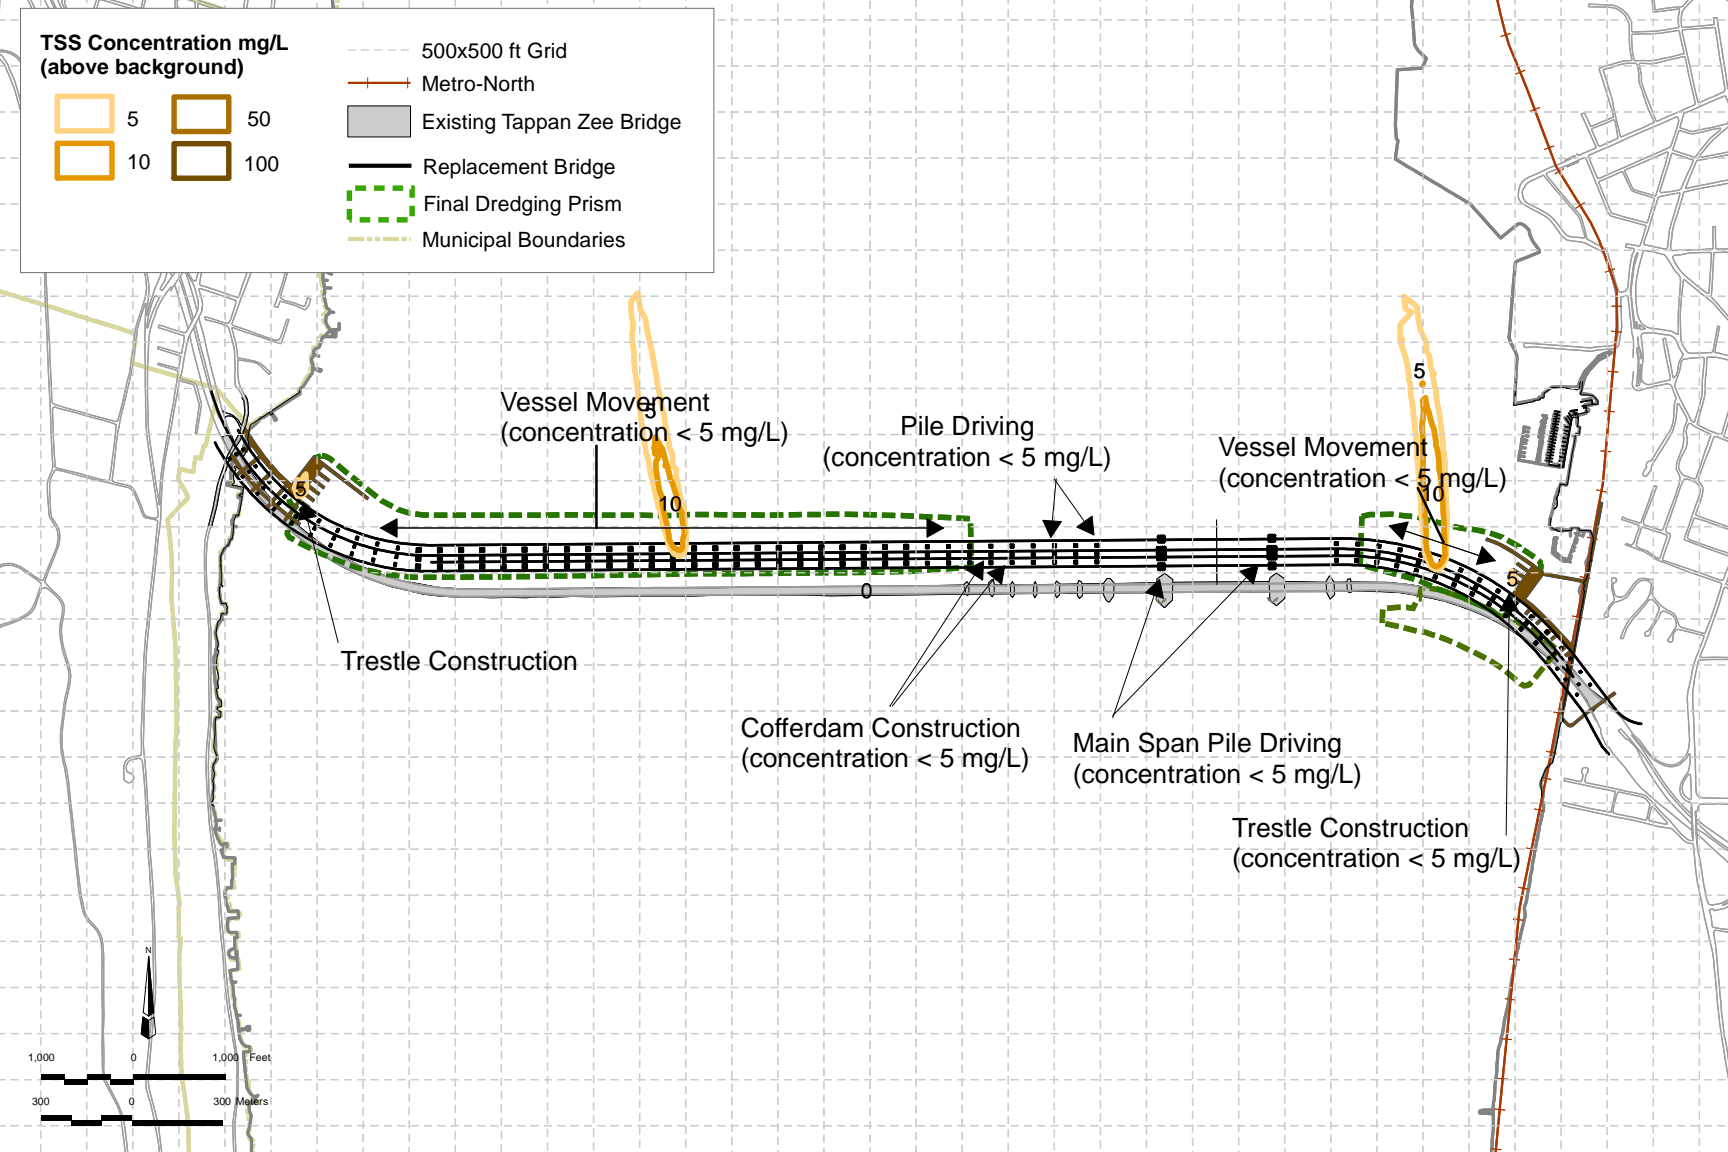 TSS Concentration mg/L
(above background)
5
50
10
100
500x500 ft Grid
Metro-North
Existing Tappan Zee Bridge
Replacement Bridge
Final Dredging Prism
Municipal Boundaries
5
Vessel Movement
(concentration < 5 mg/L)
5
Pile Driving
(concentration < 5 mg/L)
Vessel Movement
(concentration < 5 mg/L)
5
10
10
5
0
Trestle Construction
Cofferdam Construction
(concentration < 5 mg/L)
Main Span Pile Driving
(concentration < 5 mg/L)
Trestle Construction
(concentration < 5 mg/L)
N
1,000 0 1,000 Feet
300 0 300 Meters